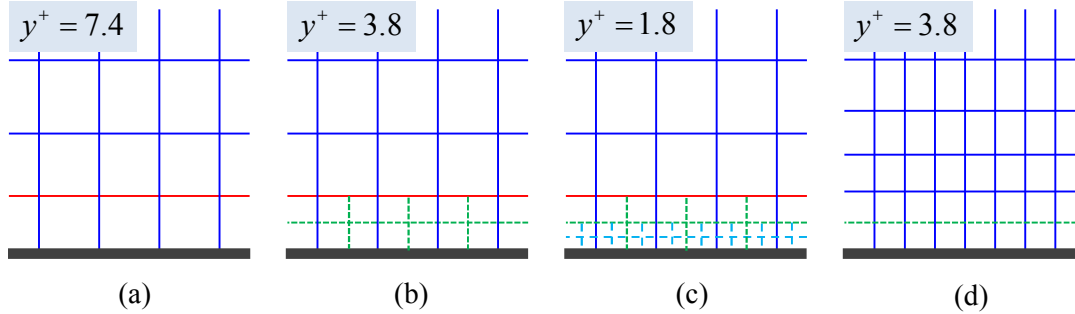 y⁺ = 7.4
y⁺ = 3.8
y⁺ = 1.8
y⁺ = 3.8
(a)
(b)
(c)
(d)